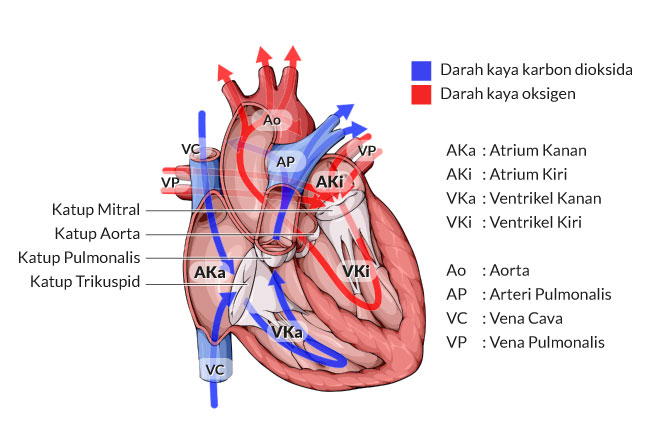 Darah kaya karbon dioksida
Darah kaya oksigen
AKa : Atrium Kanan
AKi : Atrium Kiri
VKa : Ventrikel Kanan
VKi : Ventrikel Kiri
Ao : Aorta
AP : Arteri Pulmonalis
VC : Vena Cava
VP : Vena Pulmonalis
Katup Mitral
Katup Aorta
Katup Pulmonalis
Katup Trikuspid
Ao
VC
AP
VP
VP
AKi
AKa
VKi
VKa
VC